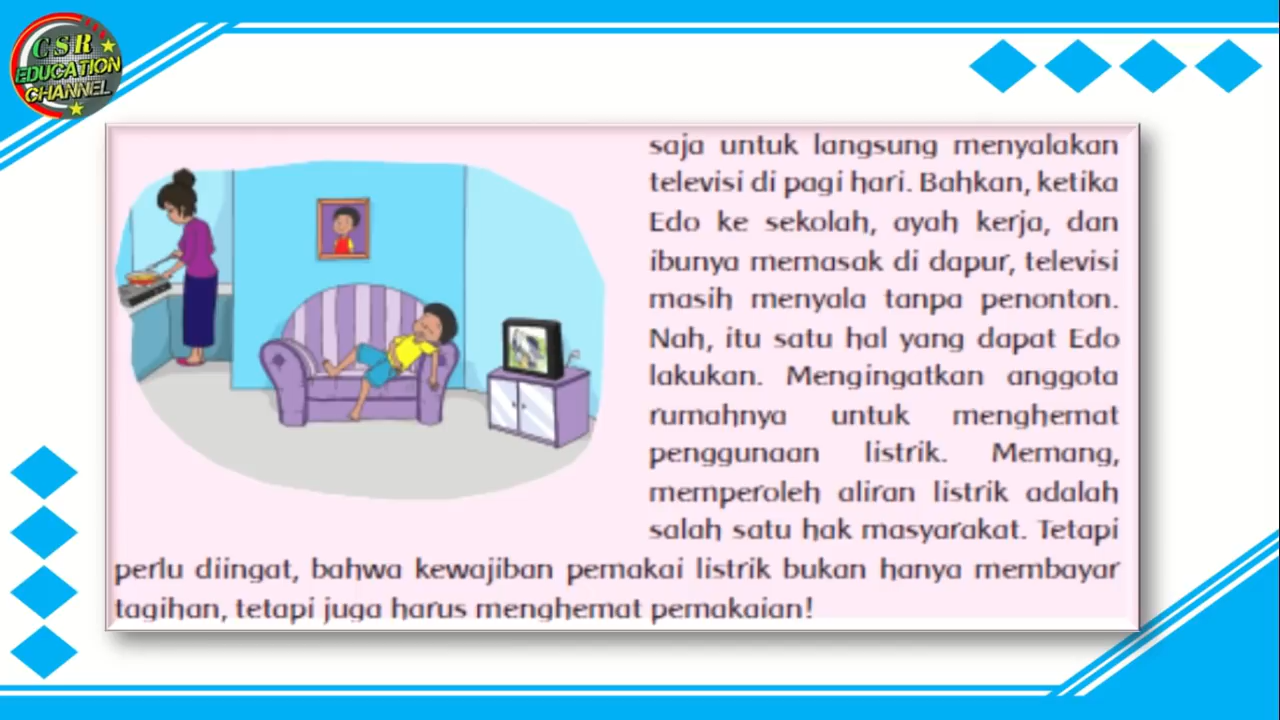 CSR
EDUCATION
CHANNEL
saja untuk langsung menyalakan
televisi di pagi hari. Bahkan, ketika
Edo ke sekolah, ayah kerja, dan
ibunya memasak di dapur, televisi
masih menyala tanpa penonton.
Nah, itu satu hal yang dapat Edo
lakukan. Mengingatkan anggota
rumahnya untuk menghemat
penggunaan listrik. Memang,
memperoleh aliran listrik adalah
salah satu hak masyarakat. Tetapi
perlu diingat, bahwa kewajiban pemakai listrik bukan hanya membayar
tagihan, tetapi juga harus menghemat pemakaian!